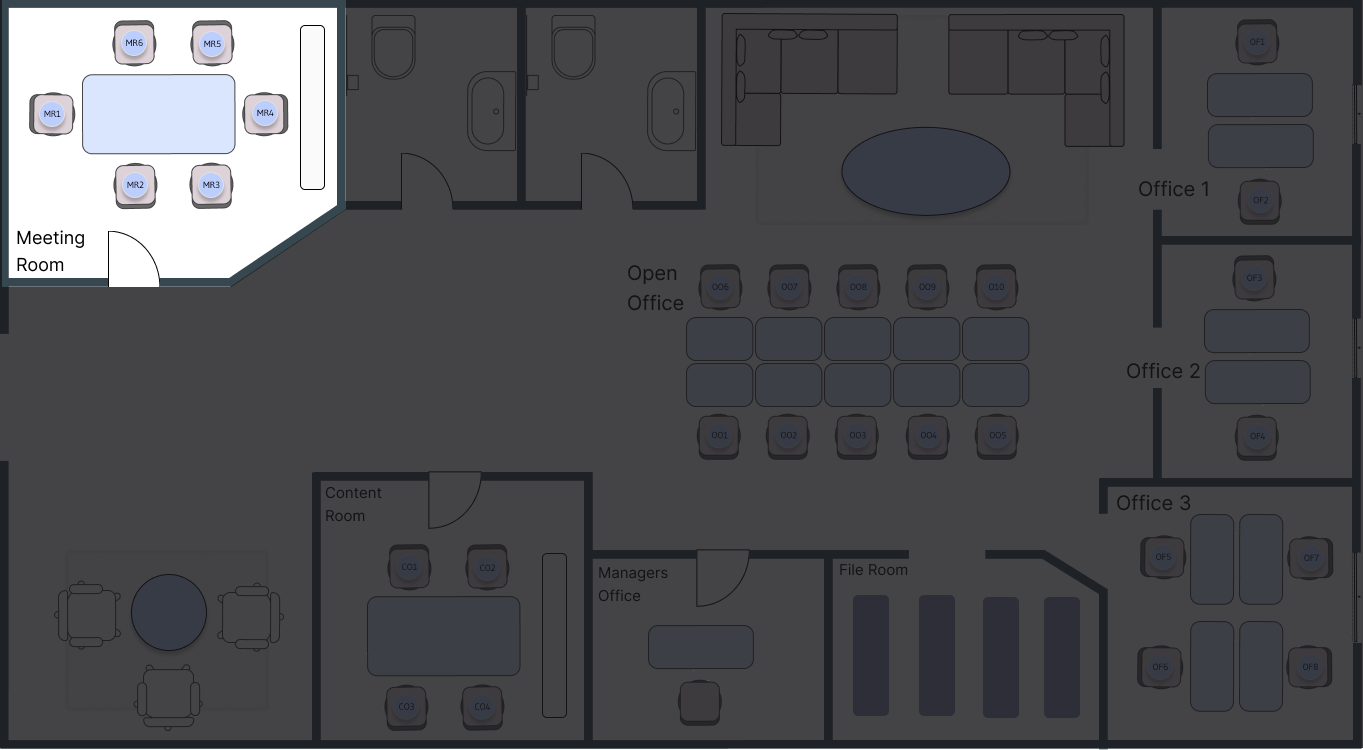 MR6
MR5
MR1
MR4
MR2
MR3
Meeting
Room
OF1
Office 1
OF2
Open
Office
OO6
OO7
OO8
OO9
O10
OO1
OO2
OO3
OO4
OO5
OF3
Office 2
OF4
Content
Room
CO1
CO2
CO3
CO4
Managers
Office
File Room
Office 3
OF5
OF7
OF6
OF8